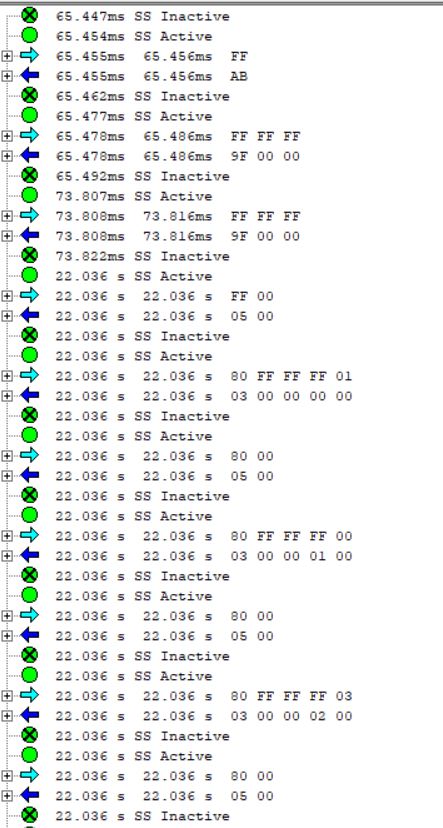 65.447ms SS Inactive
65.454ms SS Active
65.455ms 65.456ms FF
65.455ms 65.456ms AB
65.462ms SS Inactive
65.477ms SS Active
65.478ms 65.486ms FF FF FF
65.478ms 65.486ms 9F 00 00
65.492ms SS Inactive
73.807ms SS Active
73.808ms 73.816ms FF FF FF
73.808ms 73.816ms 9F 00 00
73.822ms SS Inactive
22.036 s SS Active
22.036 s 22.036 s FF 00
22.036 s 22.036 s 05 00
22.036 s SS Inactive
22.036 s SS Active
22.036 s 22.036 s 80 FF FF FF 01
22.036 s 22.036 s 03 00 00 00 00
22.036 s SS Inactive
22.036 s SS Active
22.036 s 22.036 s 80 00
22.036 s 22.036 s 05 00
22.036 s SS Inactive
22.036 s SS Active
22.036 s 22.036 s 80 FF FF FF 00
22.036 s 22.036 s 03 00 00 01 00
22.036 s SS Inactive
22.036 s SS Active
22.036 s 22.036 s 80 00
22.036 s 22.036 s 05 00
22.036 s SS Inactive
22.036 s SS Active
22.036 s 22.036 s 80 FF FF FF 03
22.036 s 22.036 s 03 00 00 02 00
22.036 s SS Inactive
22.036 s SS Active
22.036 s 22.036 s 80 00
22.036 s 22.036 s 05 00
22.036 s SS Inactive